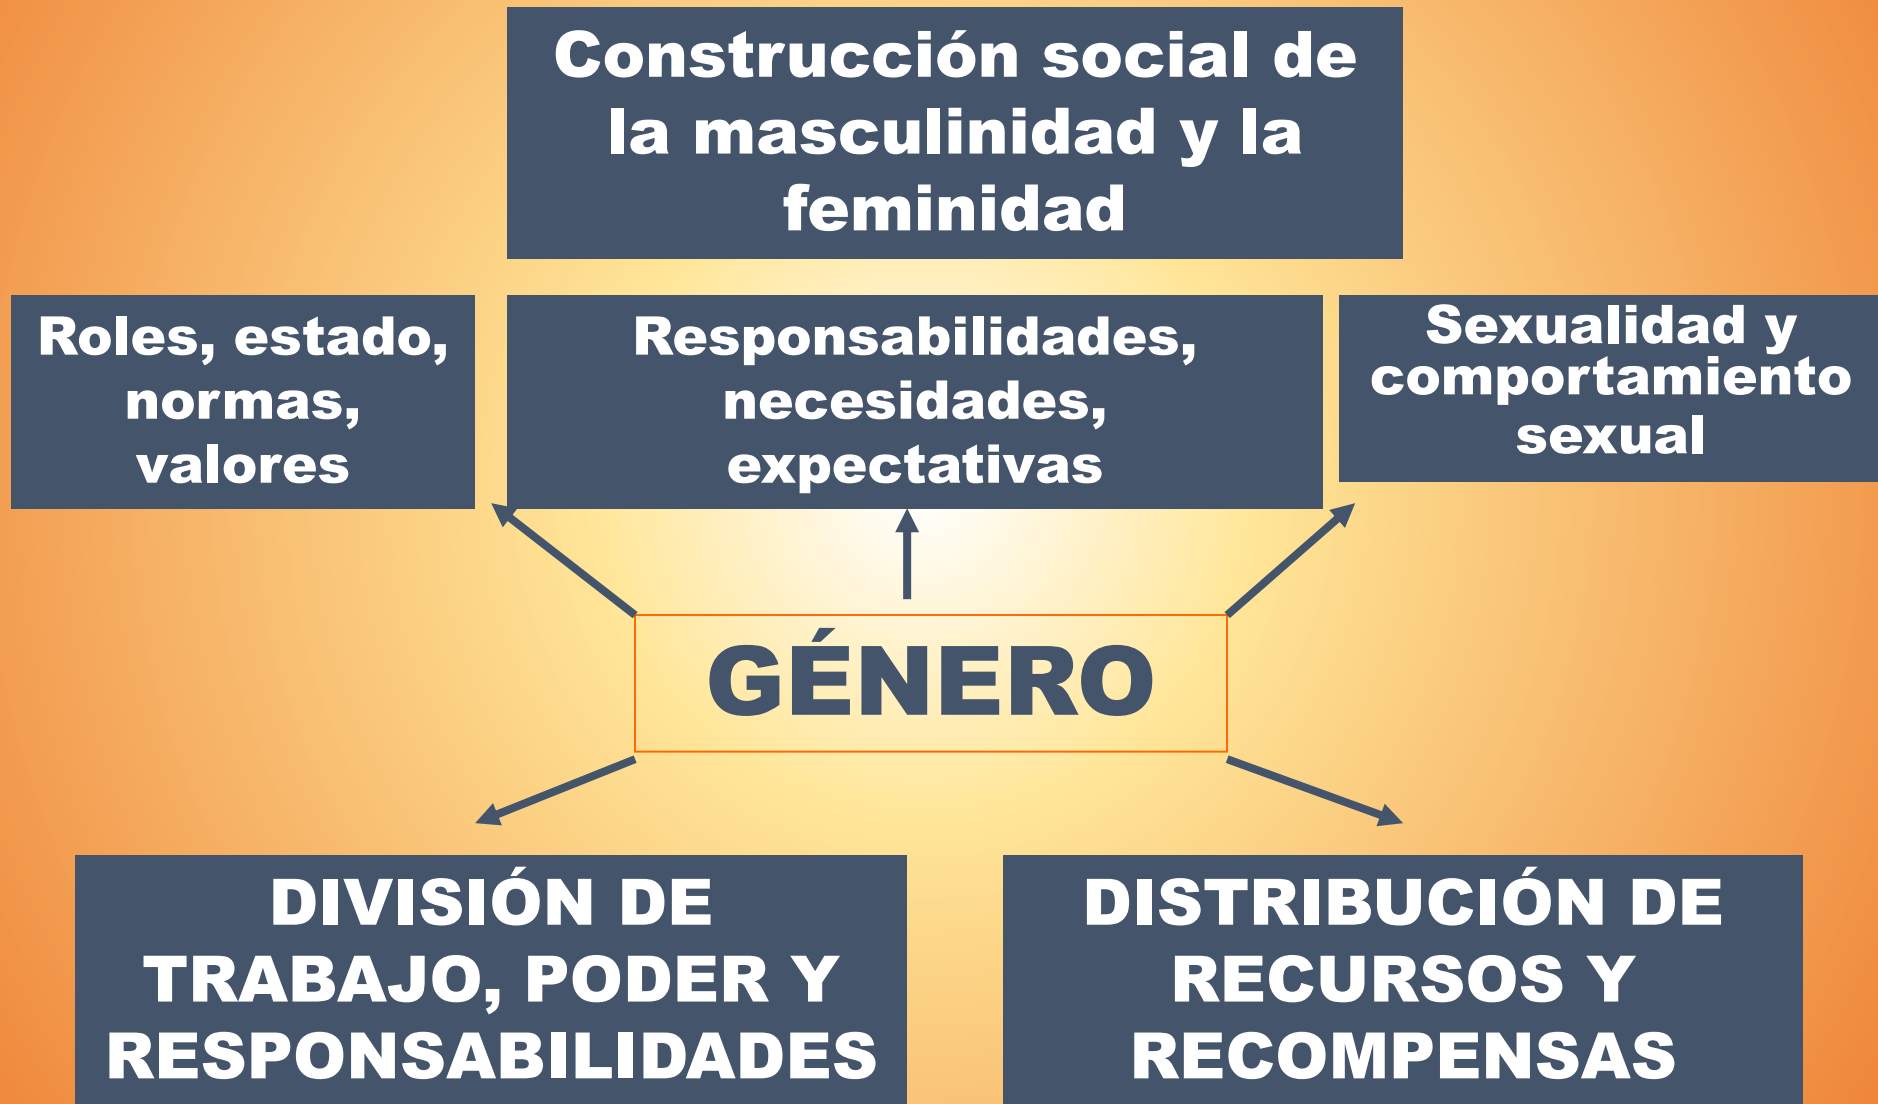 Construcción social de
la masculinidad y la
feminidad
Roles, estado,
normas,
valores
Responsabilidades,
necesidades,
expectativas
Sexualidad y
comportamiento
sexual
GÉNERO
DIVISIÓN DE
TRABAJO, PODER Y
RESPONSABILIDADES
DISTRIBUCIÓN DE
RECURSOS Y
RECOMPENSAS